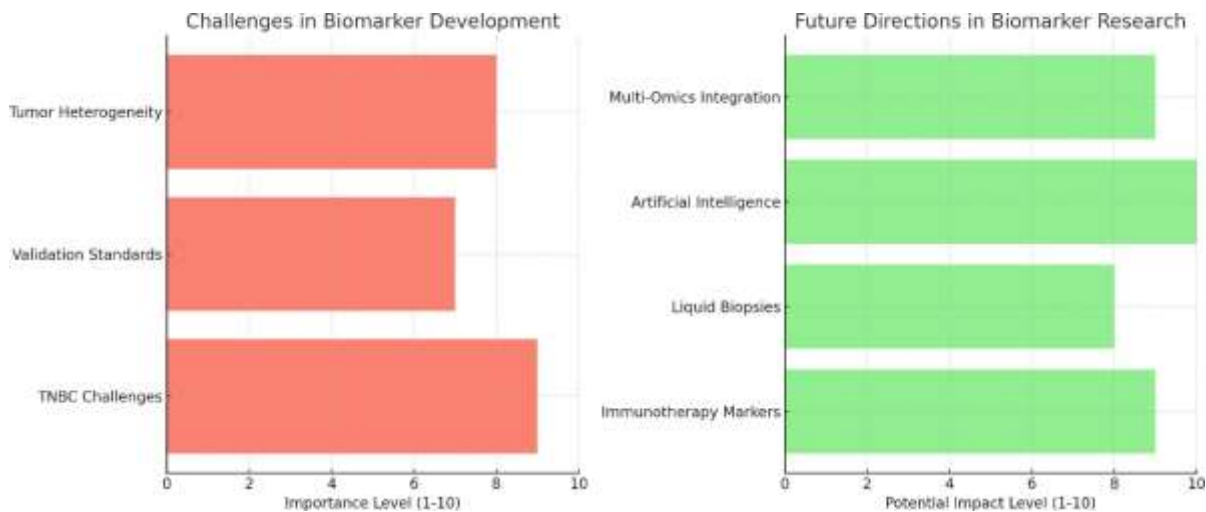 Challenges in Biomarker Development
Tumor Heterogeneity
Validation Standards
TNBC Challenges
0 2 4 6 8 10
Importance Level (1-10)
Future Directions in Biomarker Research
Multi-Omics Integration
Artificial Intelligence
Liquid Biopsies
Immunotherapy Markers
0 2 4 6 8 10
Potential Impact Level (1-10)